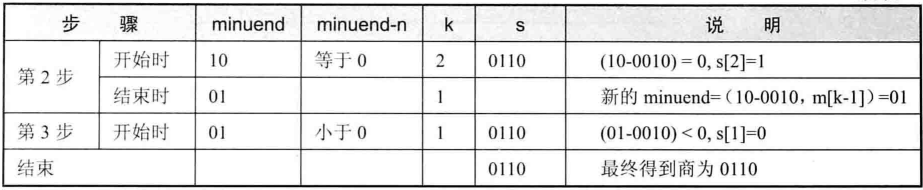 步 骤 minuend minuend-n k s 说 明
第 2 步 开始时 10 等于 0 2 0110 (10-0010) = 0, s[2]=1
结束时 01 1 新的 minuend=（10-0010，m[k-1]）=01
第 3 步 开始时 01 小于 0 1 0110 (01-0010) < 0, s[1]=0
结束 0110 最终得到商为 0110